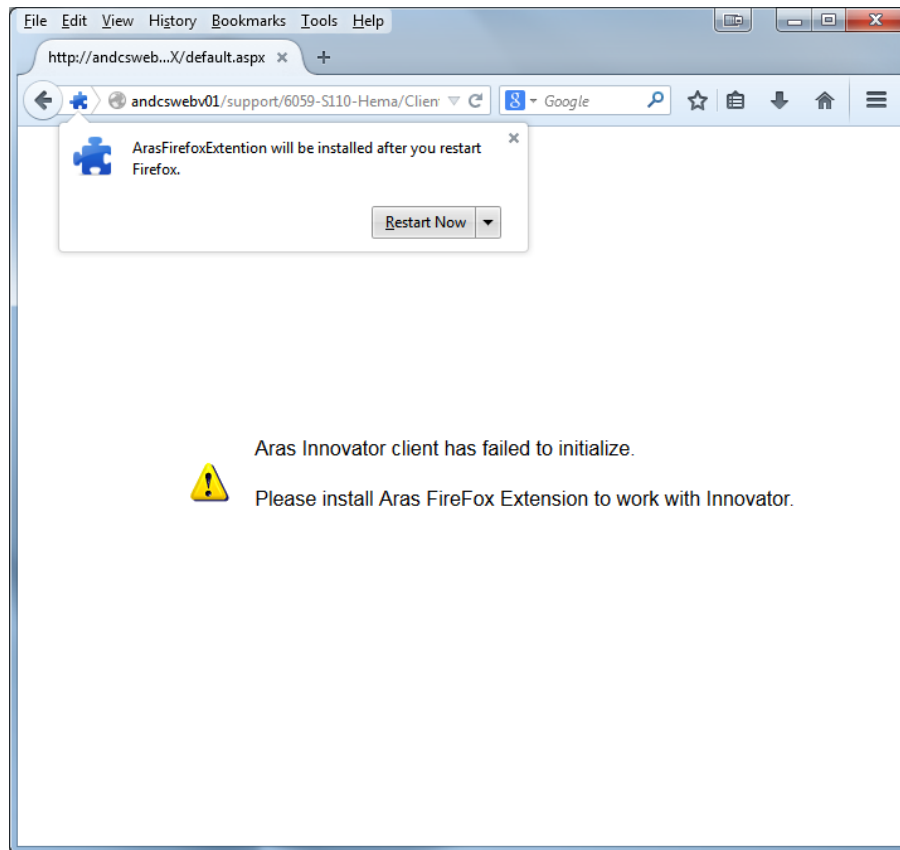 File Edit View History Bookmarks Tools Help
http://andcsweb...X/default.aspx
andcswebv01/support/6059-S110-Hema/Clien
8 Google
ArasFirefoxExtention will be installed after you restart
Firefox.
Restart Now
Aras Innovator client has failed to initialize.
Please install Aras FireFox Extension to work with Innovator.